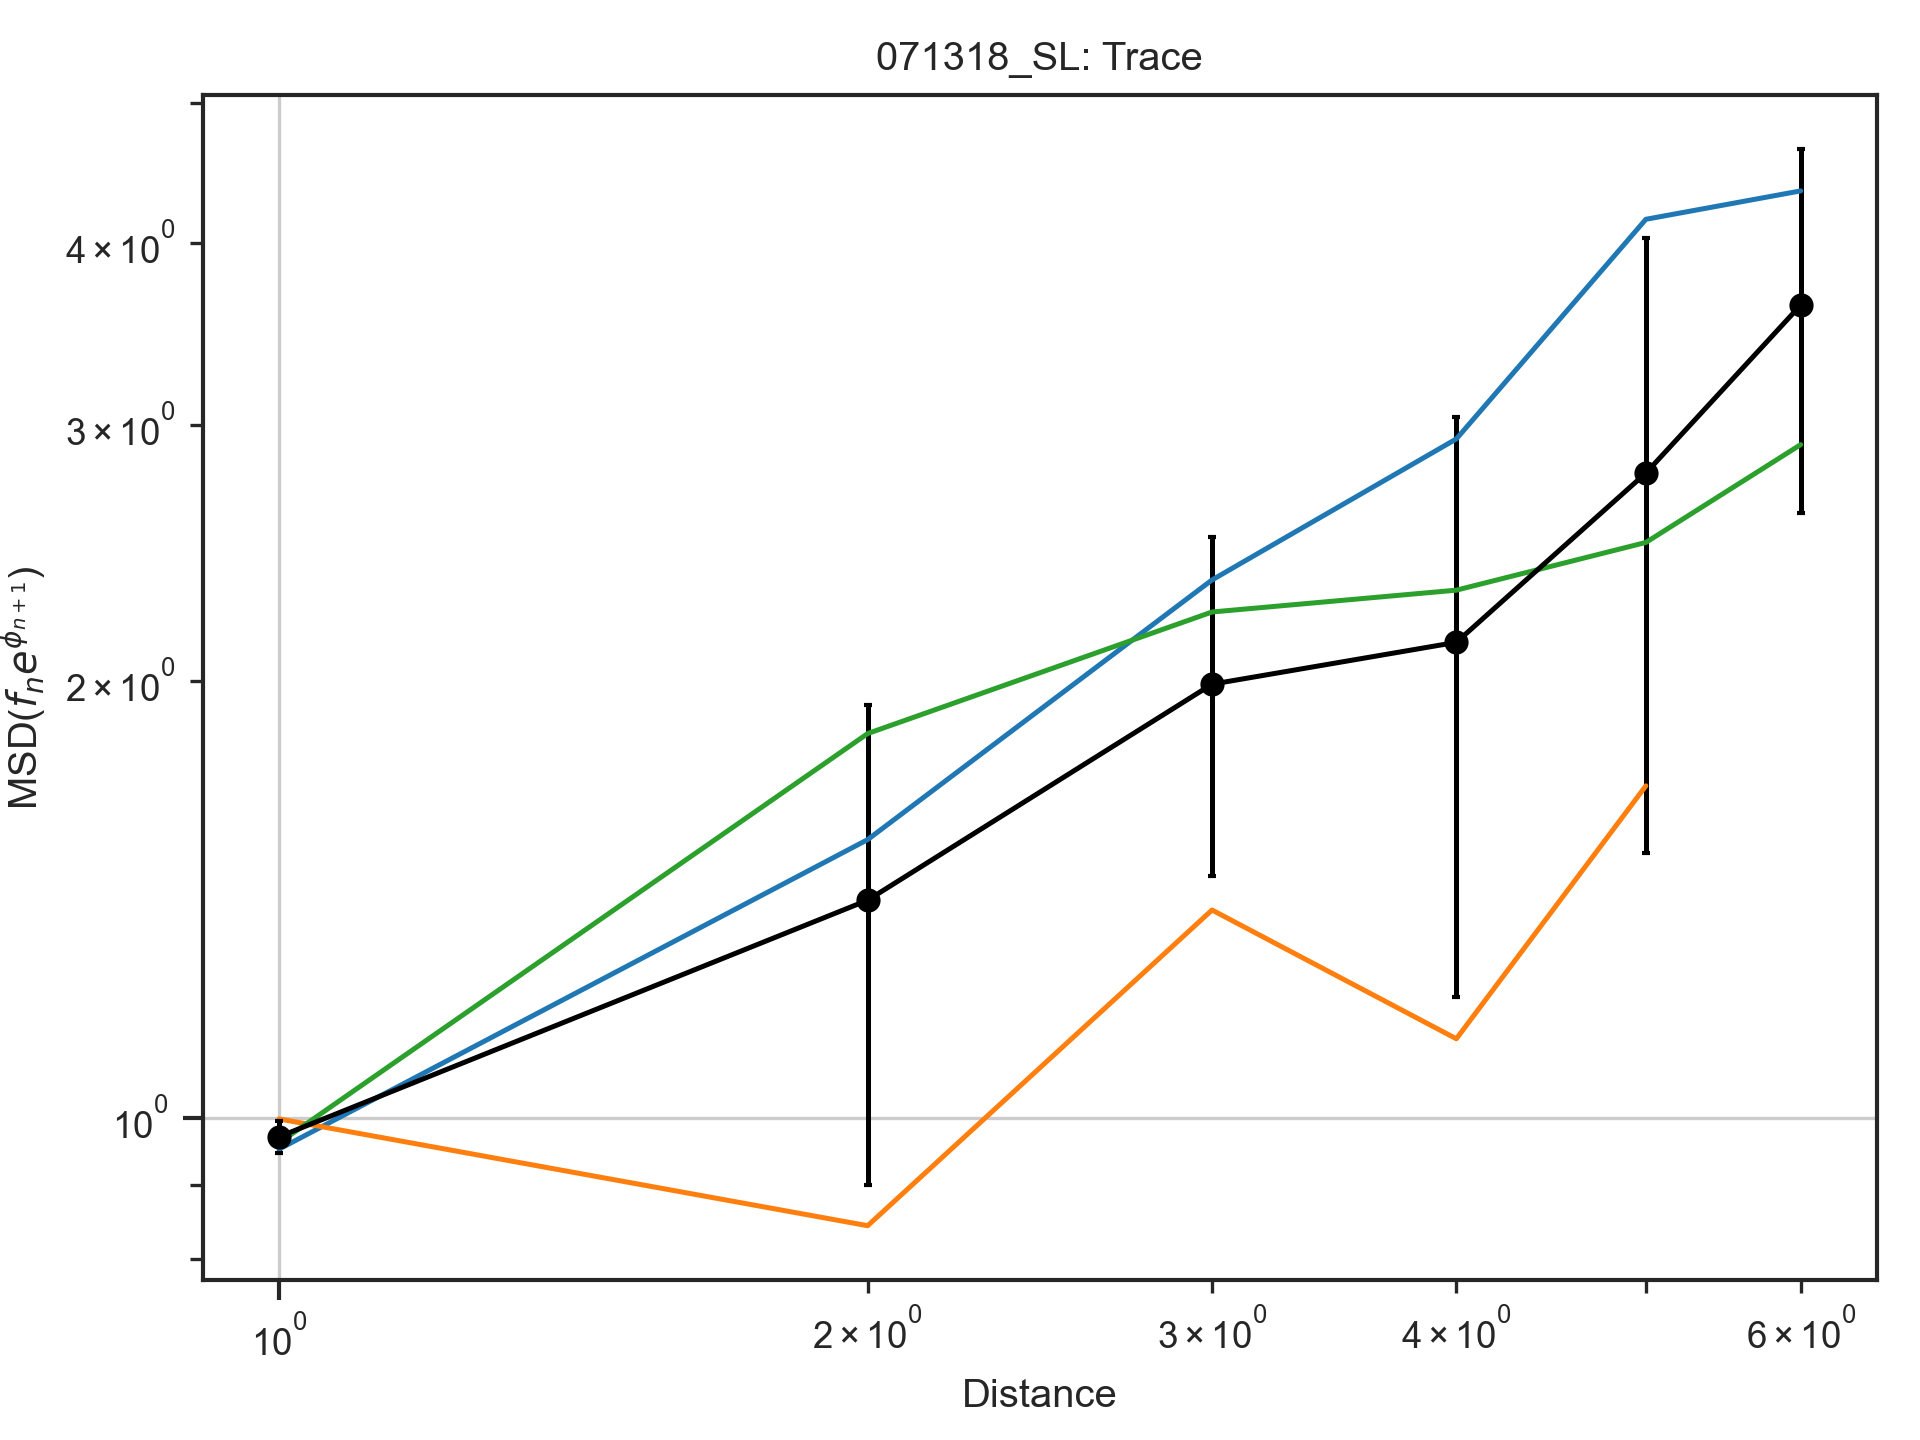 071318_SL: Trace
4 × 10⁰
3 × 10⁰
2 × 10⁰
10⁰
MSD(fₙe^ϕₙ₊₁)
10⁰ 2 × 10⁰ 3 × 10⁰ 4 × 10⁰ 6 × 10⁰
Distance